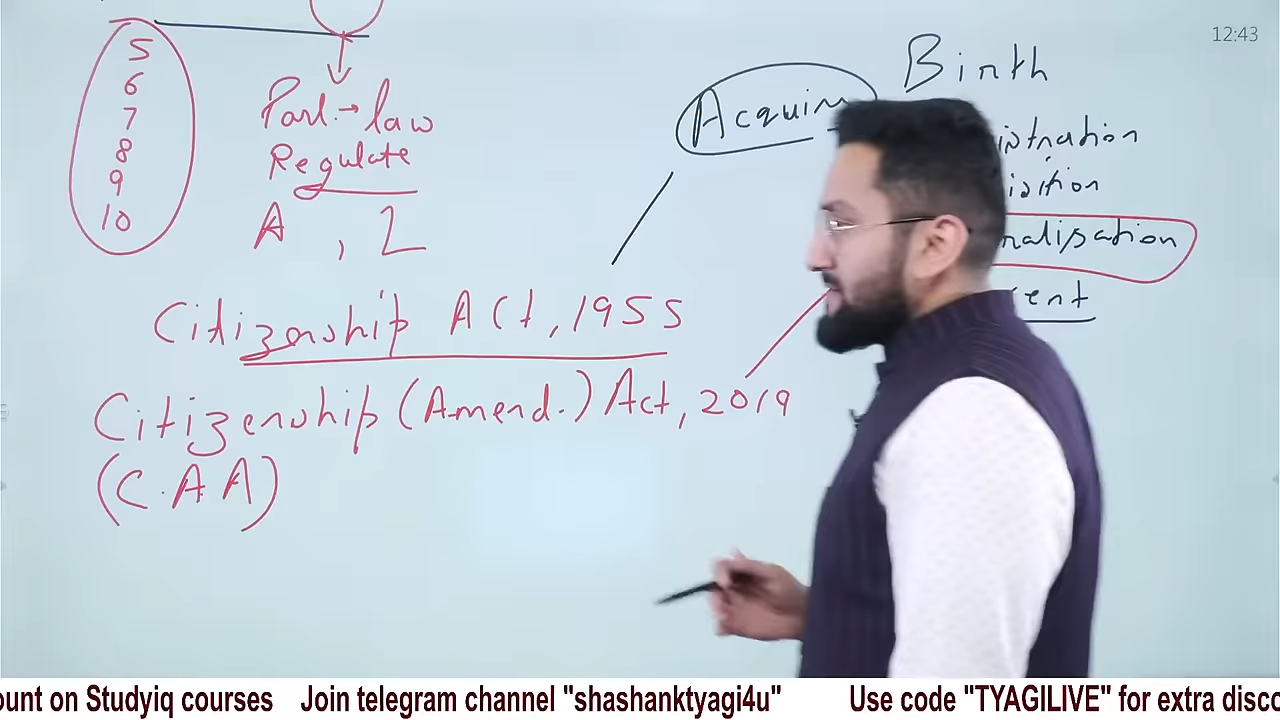 12:43
5
6
7
8
9
10
Parl. → law
Regulate
A , 2
Citizenship Act, 1955
Citizenship (Amend.) Act, 2019
(C.A.A)
Birth
ount on Studyiq courses Join telegram channel "shashanktyagi4u" Use code "TYAGILIVE" for extra disco